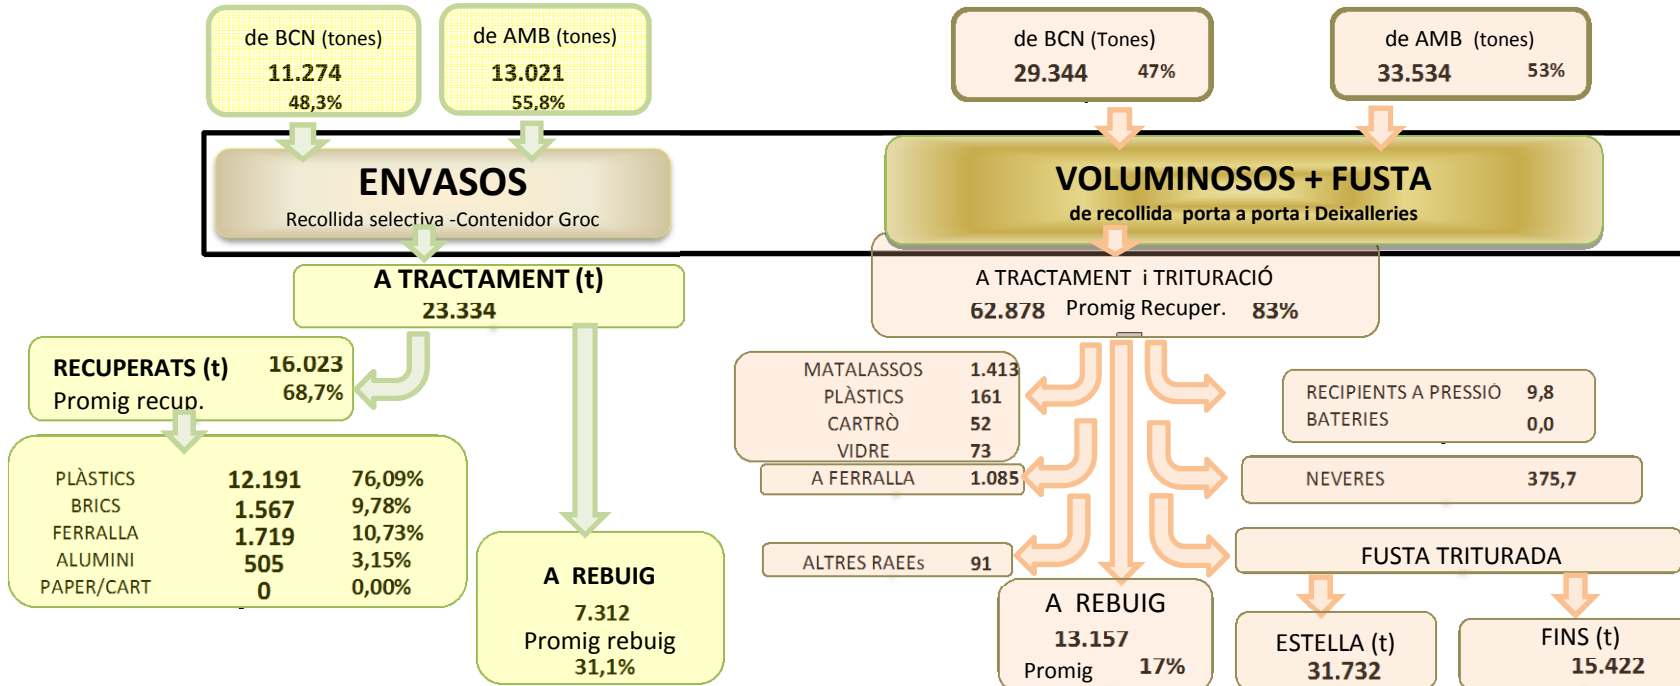 de BCN (tones)
11.274
48,3%
de AMB (tones)
13.021
55,8%
ENVASOS
Recollida selectiva -Contenidor Groc
A TRACTAMENT (t)
23.334
RECUPERATS (t) 16.023
Promig recup. 68,7%
PLÀSTICS 12.191 76,09%
BRICS 1.567 9,78%
FERRALLA 1.719 10,73%
ALUMINI 505 3,15%
PAPER/CART 0 0,00%
A REBUIG
7.312
Promig rebuig
31,1%
de BCN (Tones)
29.344 47%
de AMB (tones)
33.534 53%
VOLUMINOSOS + FUSTA
de recollida porta a porta i Deixalleries
A TRACTAMENT i TRITURACIÓ
62.878 Promig Recuper. 83%
MATALASSOS 1.413
PLÀSTICS 161
CARTRÒ 52
VIDRE 73
A FERRALLA 1.085
ALTRES RAEEs 91
A REBUIG
13.157
Promig 17%
RECIPIENTS A PRESSIÓ 9,8
BATERIES 0,0
NEVERES 375,7
FUSTA TRITURADA
ESTELLA (t)
31.732
FINS (t)
15.422